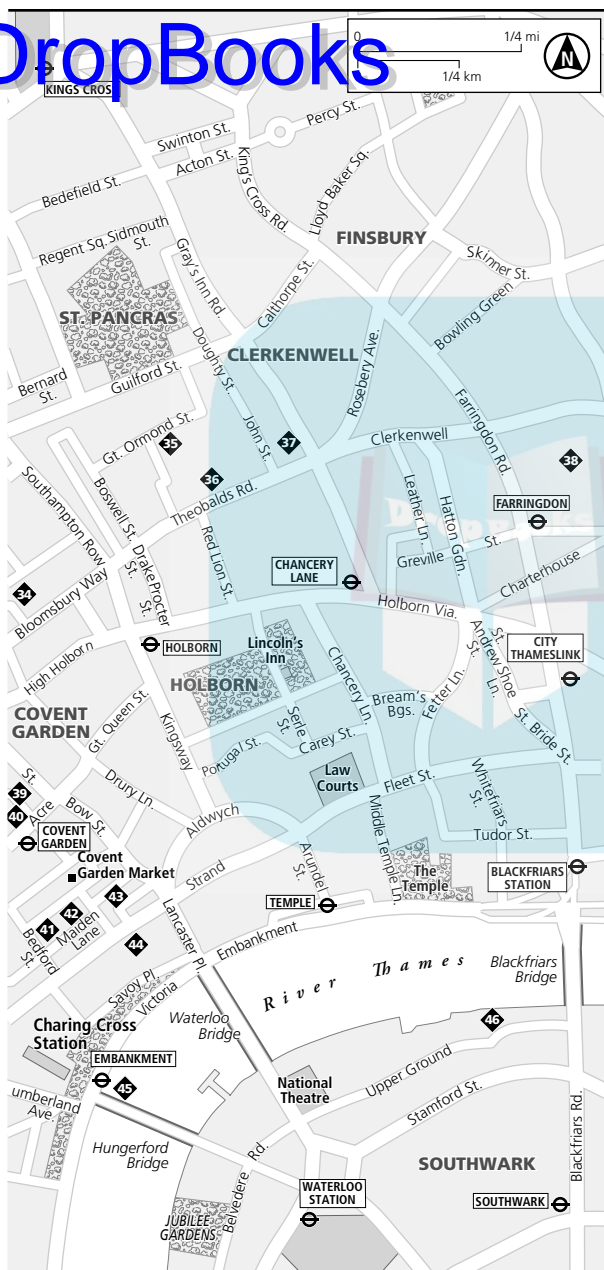 DropBooks
0
1/4 mi
1/4 km
N
KINGS CROSS
Percy St.
Swinton St.
Acton St.
King's Cross Rd.
Lloyd Baker Sq.
Bedefield St.
Regent Sq.
Sidmouth
St.
Gray's Inn Rd
FINSBURY
Skinner St.
Calthorpe St.
Bowling Green
ST. PANCRAS
CLERKENWELL
Rosebery Ave.
Doughty St.
Guilford St.
Bernard
St.
Farringdon Rd
John St.
Gt. Ormond St.
35
37
Clerkenwell
38
36
Theobalds Rd.
Boswell St.
Southampton Row
Leather Ln.
Hatton Gdn.
FARRINGDON
DropBooks
Greville
St.
Red Lion St.
Drake
St.
Procter
St.
CHANCERY
LANE
Charterhouse
34
Bloomsbury Way
Holborn Via.
HOLBORN
Lincoln's
Inn
St.
Andrew
St.
Shoe
Ln.
CITY
THAMESLINK
High Holborn
HOLBORN
Chancery Ln.
Fetter Ln.
Bream's
Bgs.
COVENT
GARDEN
Gt. Queen St.
Kingsway
Serle
St.
Carey St.
Portugal St.
St. Bride St.
Law
Courts
Fleet St.
Whitefriars
St.
Drury Ln.
St.
39
40
Acre
Bow St.
Aldwych
Middle Temple Ln.
Tudor St.
COVENT
GARDEN
Covent
Garden Market
Strand
Arundel
St.
The
Temple
BLACKFRIARS
STATION
43
42
41
Maiden
Lane
Bedford
St.
TEMPLE
44
Lancaster Pl.
Embankment
Savoy Pl.
Victoria
River Thames
Blackfriars
Bridge
Waterloo
Bridge
46
Charing Cross
Station
EMBANKMENT
45
National
Theatre
Upper Ground
Stamford St.
umberland
Ave.
Hungerford
Bridge
Belvedere
Rd.
SOUTHWARK
Blackfriars Rd.
WATERLOO
STATION
SOUTHWARK
JUBILEE
GARDENS